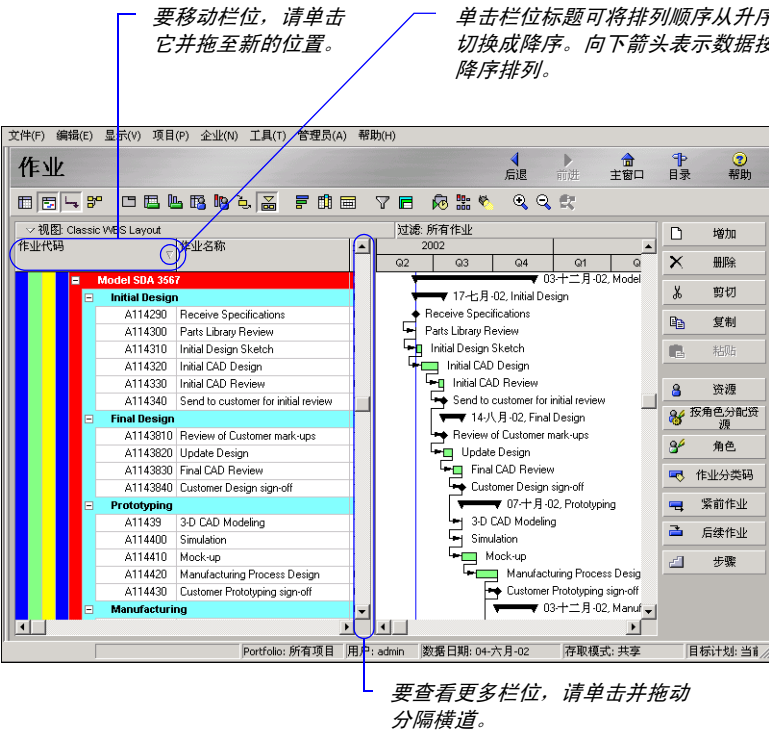 要移动栏位，请单击
它并拖至新的位置。
单击栏位标题可将排列顺序从升序
切换成降序。向下箭头表示数据按
降序排列。
文件(F) 编辑(E) 显示(V) 项目(P) 企业(N) 工具(T) 管理员(A) 帮助(H)
作业
后退 前进 主窗口 目录 帮助
视图: Classic WBS Layout 过滤: 所有作业
作业代码 作业名称
2002
Q2 Q3 Q4 Q1 Q
Model SDA 3567
Initial Design
A114290 Receive Specifications
A114300 Parts Library Review
A114310 Initial Design Sketch
A114320 Initial CAD Design
A114330 Initial CAD Review
A114340 Send to customer for initial review
Final Design
A1143810 Review of Customer mark-ups
A1143820 Update Design
A1143830 Final CAD Review
A1143840 Customer Design sign-off
Prototyping
A11439 3-D CAD Modeling
A114400 Simulation
A114410 Mock-up
A114420 Manufacturing Process Design
A114430 Customer Prototyping sign-off
Manufacturing
03-十二月-02, Model
17-七月-02, Initial Design
Receive Specifications
Parts Library Review
Initial Design Sketch
Initial CAD Design
Initial CAD Review
Send to customer for initial review
14-八月-02, Final Design
Review of Customer mark-ups
Update Design
Final CAD Review
Customer Design sign-off
07-十月-02, Prototyping
3-D CAD Modeling
Simulation
Mock-up
Manufacturing Process Desig
Customer Prototyping sign-off
03-十二月-02, Manuf
增加
删除
剪切
复制
粘贴
资源
按角色分配资
源
角色
作业分类码
紧前作业
后续作业
步骤
Portfolio: 所有项目 用户: admin 数据日期: 04-六月-02 存取模式: 共享 目标计划: 当前
要查看更多栏位，请单击并拖动
分隔横道。